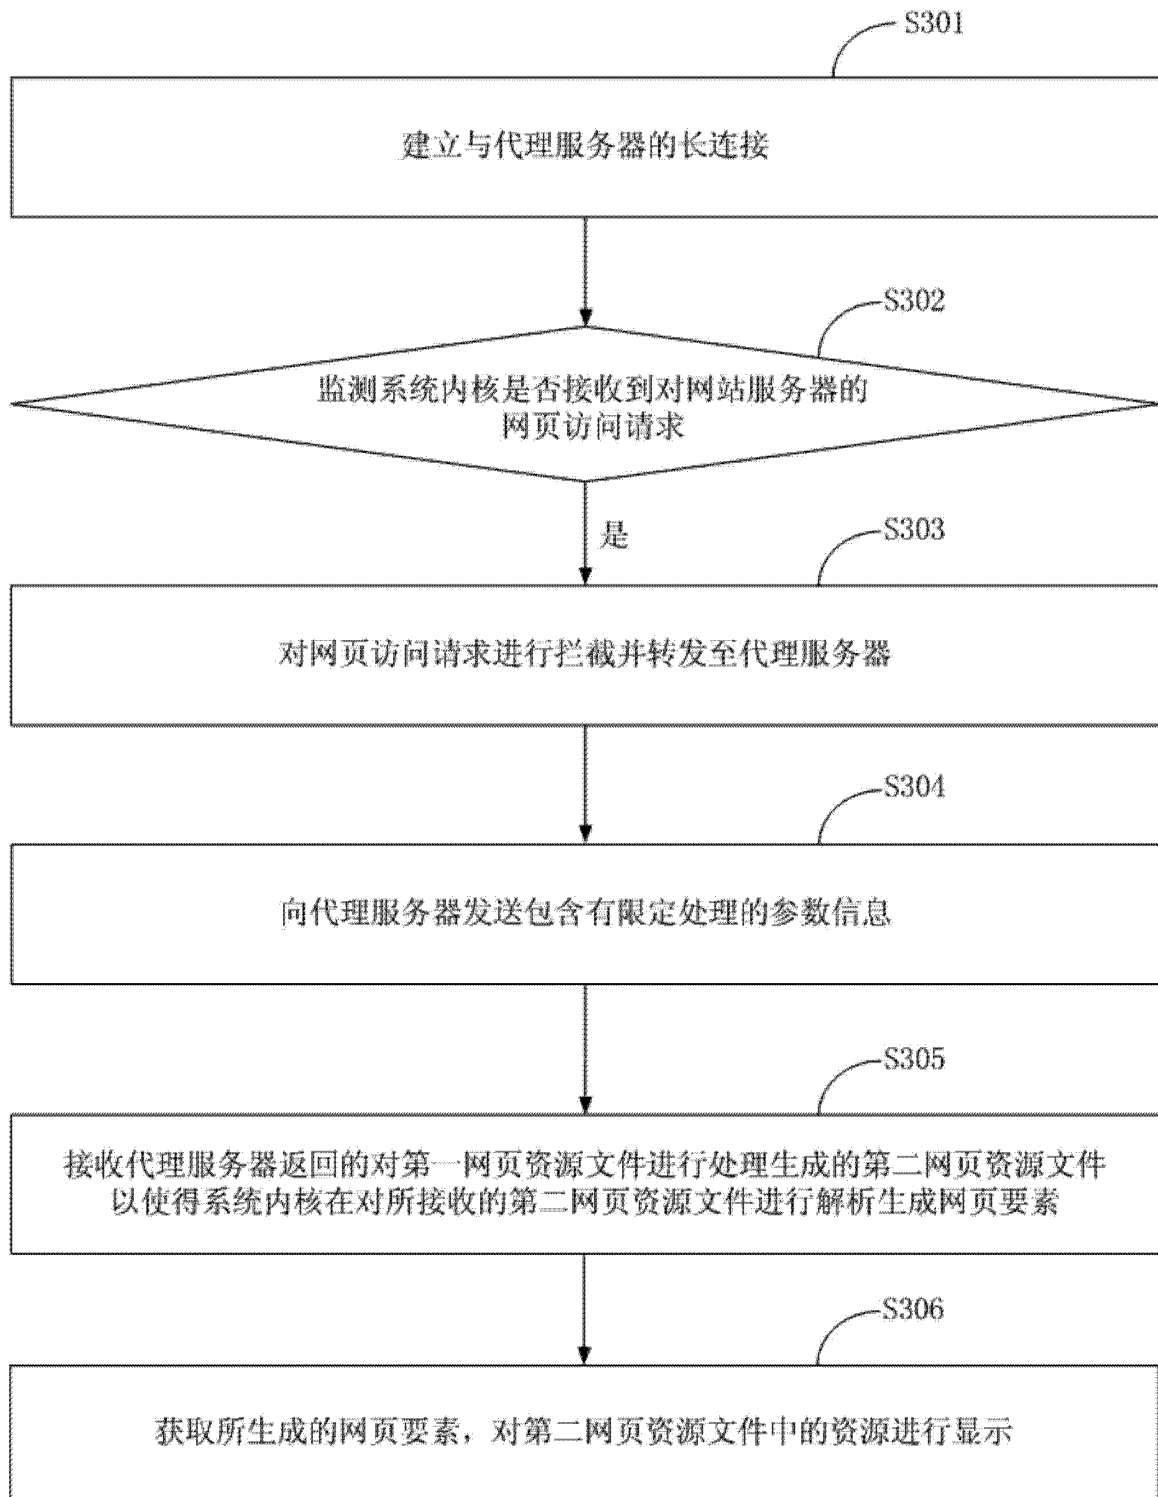 S301
建立与代理服务器的长连接
S302
监测系统内核是否接收到对网站服务器的
网页访问请求
是
S303
对网页访问请求进行拦截并转发至代理服务器
S304
向代理服务器发送包含有限定处理的参数信息
S305
接收代理服务器返回的对第一网页资源文件进行处理生成的第二网页资源文件
以使得系统内核在对所接收的第二网页资源文件进行解析生成网页要素
S306
获取所生成的网页要素，对第二网页资源文件中的资源进行显示